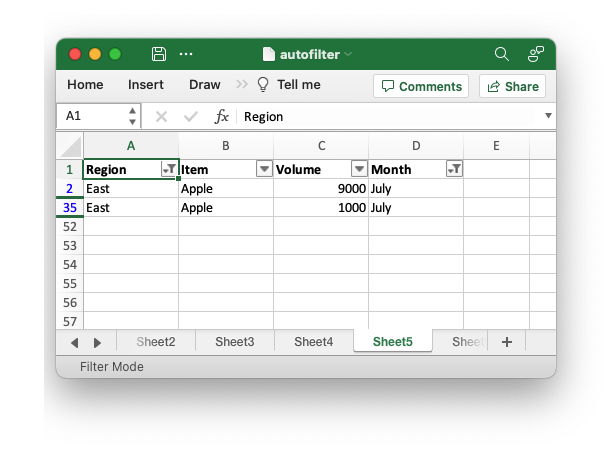 autofilter
Home Insert Draw Tell me Comments Share
A1 fx Region
A B C D E
1 Region Item Volume Month
2 East Apple 9000 July
35 East Apple 1000 July
52
53
54
55
56
57
Sheet2 Sheet3 Sheet4 Sheet5 Shee
Filter Mode